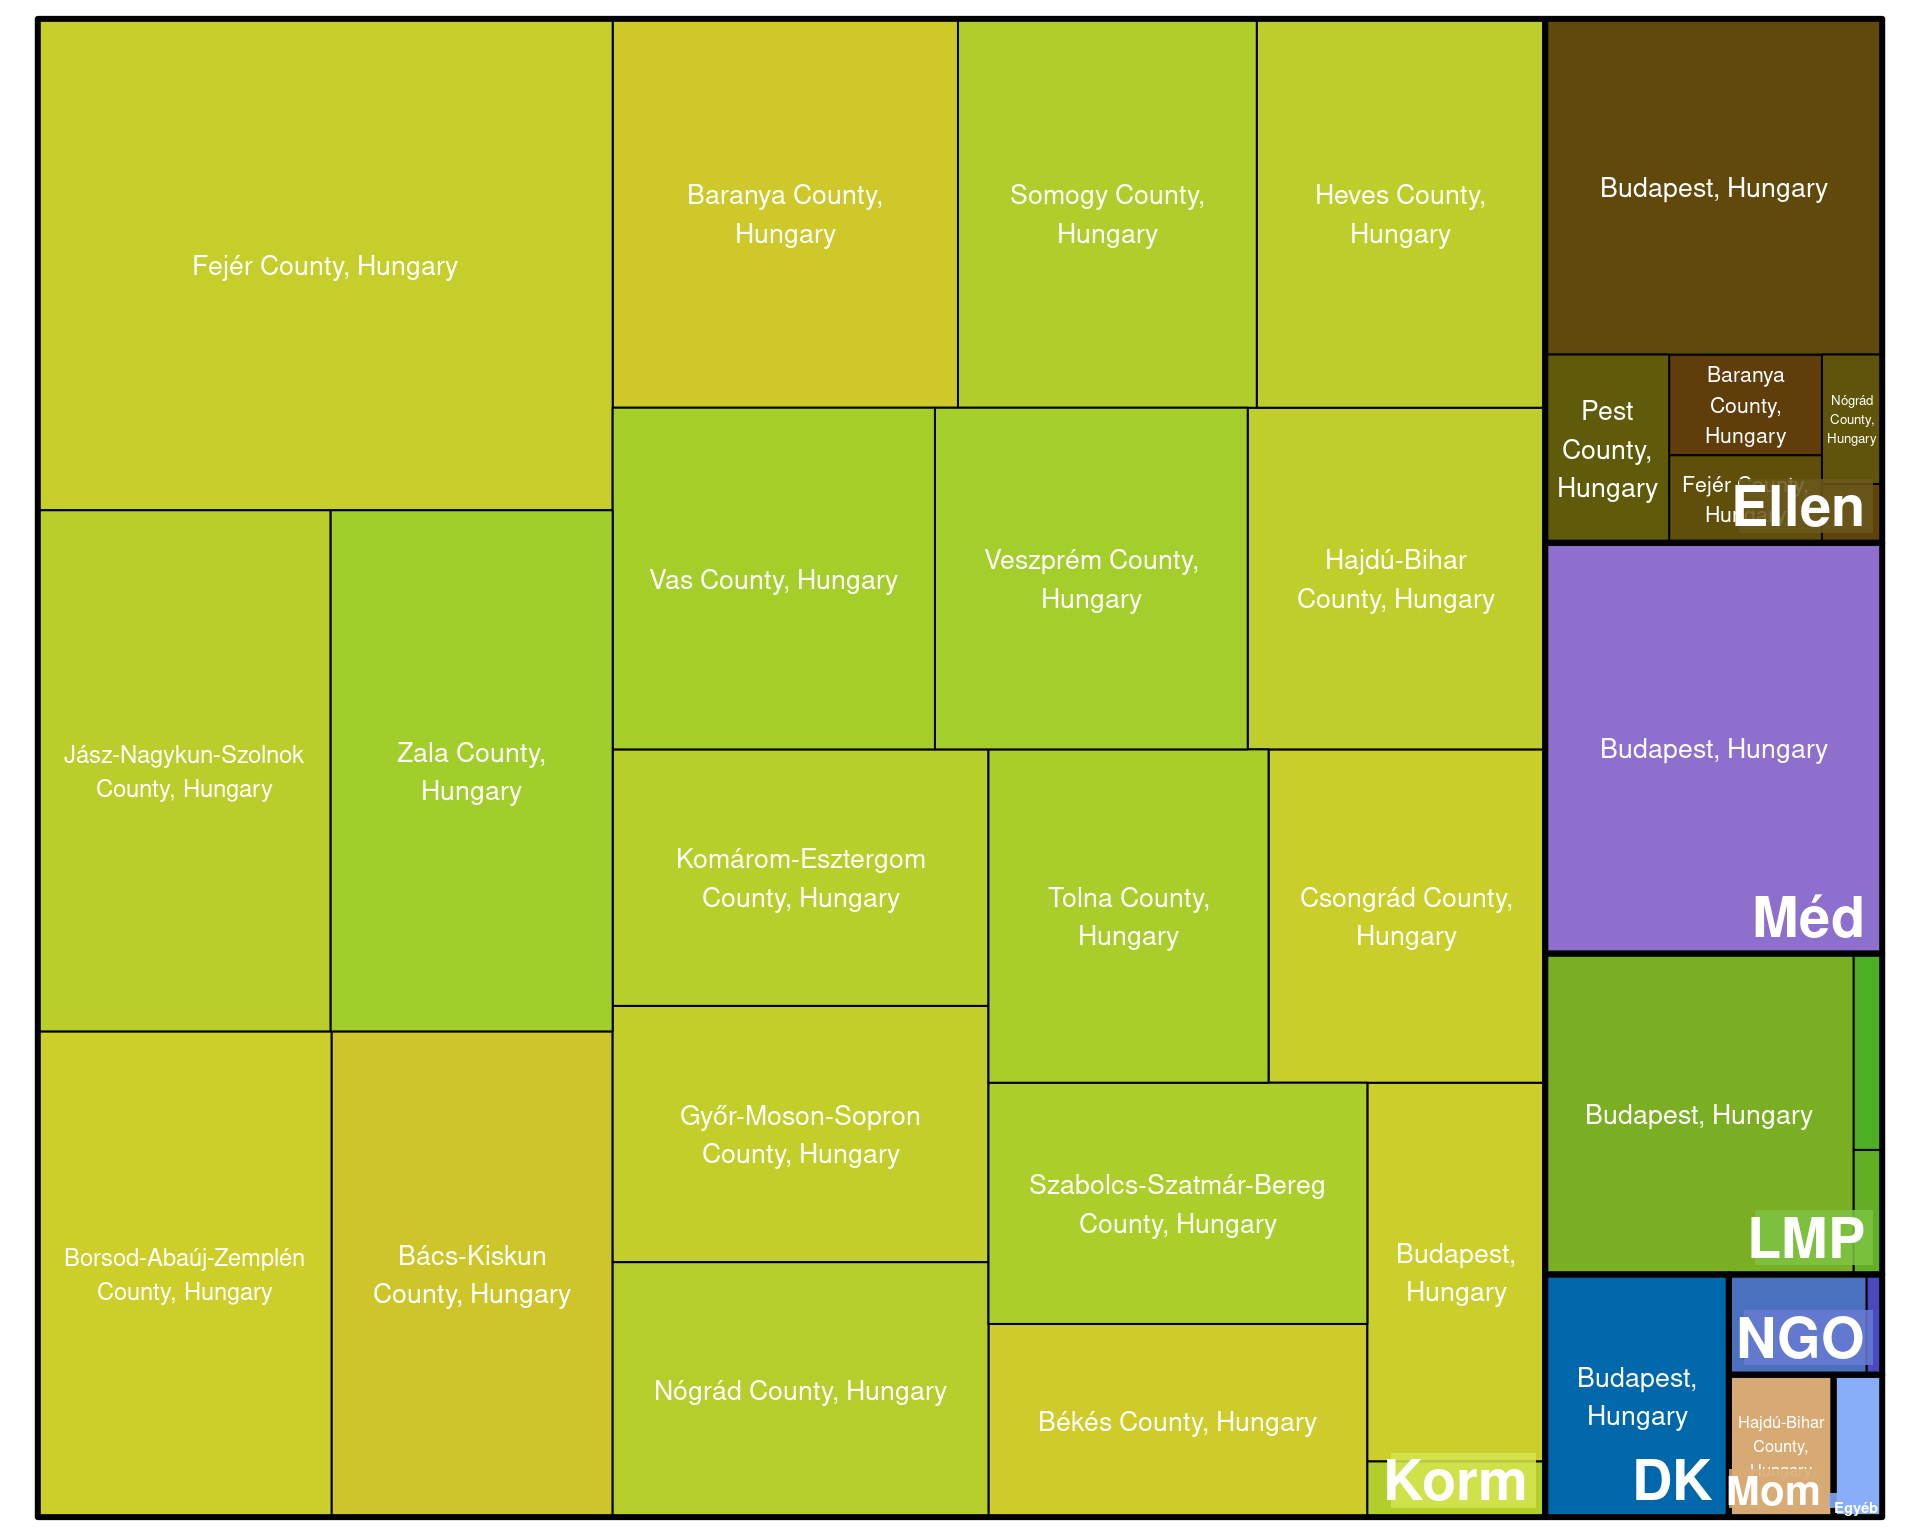 Fejér County, Hungary
Baranya County,
Hungary
Somogy County,
Hungary
Heves County,
Hungary
Jász-Nagykun-Szolnok
County, Hungary
Zala County,
Hungary
Vas County, Hungary
Veszprém County,
Hungary
Hajdú-Bihar
County, Hungary
Komárom-Esztergom
County, Hungary
Tolna County,
Hungary
Csongrád County,
Hungary
Borsod-Abaúj-Zemplén
County, Hungary
Bács-Kiskun
County, Hungary
Győr-Moson-Sopron
County, Hungary
Szabolcs-Szatmár-Bereg
County, Hungary
Budapest,
Hungary
Nógrád County, Hungary
Békés County, Hungary
Korm
Budapest, Hungary
Pest
County,
Hungary
Baranya
County,
Hungary
Nógrád
County,
Hungary
Fejér County,
Hungary
Ellen
Budapest, Hungary
Méd
Budapest, Hungary
LMP
Budapest,
Hungary
DK
NGO
Hajdú-Bihar
County,
Hungary
Mom
Egyéb